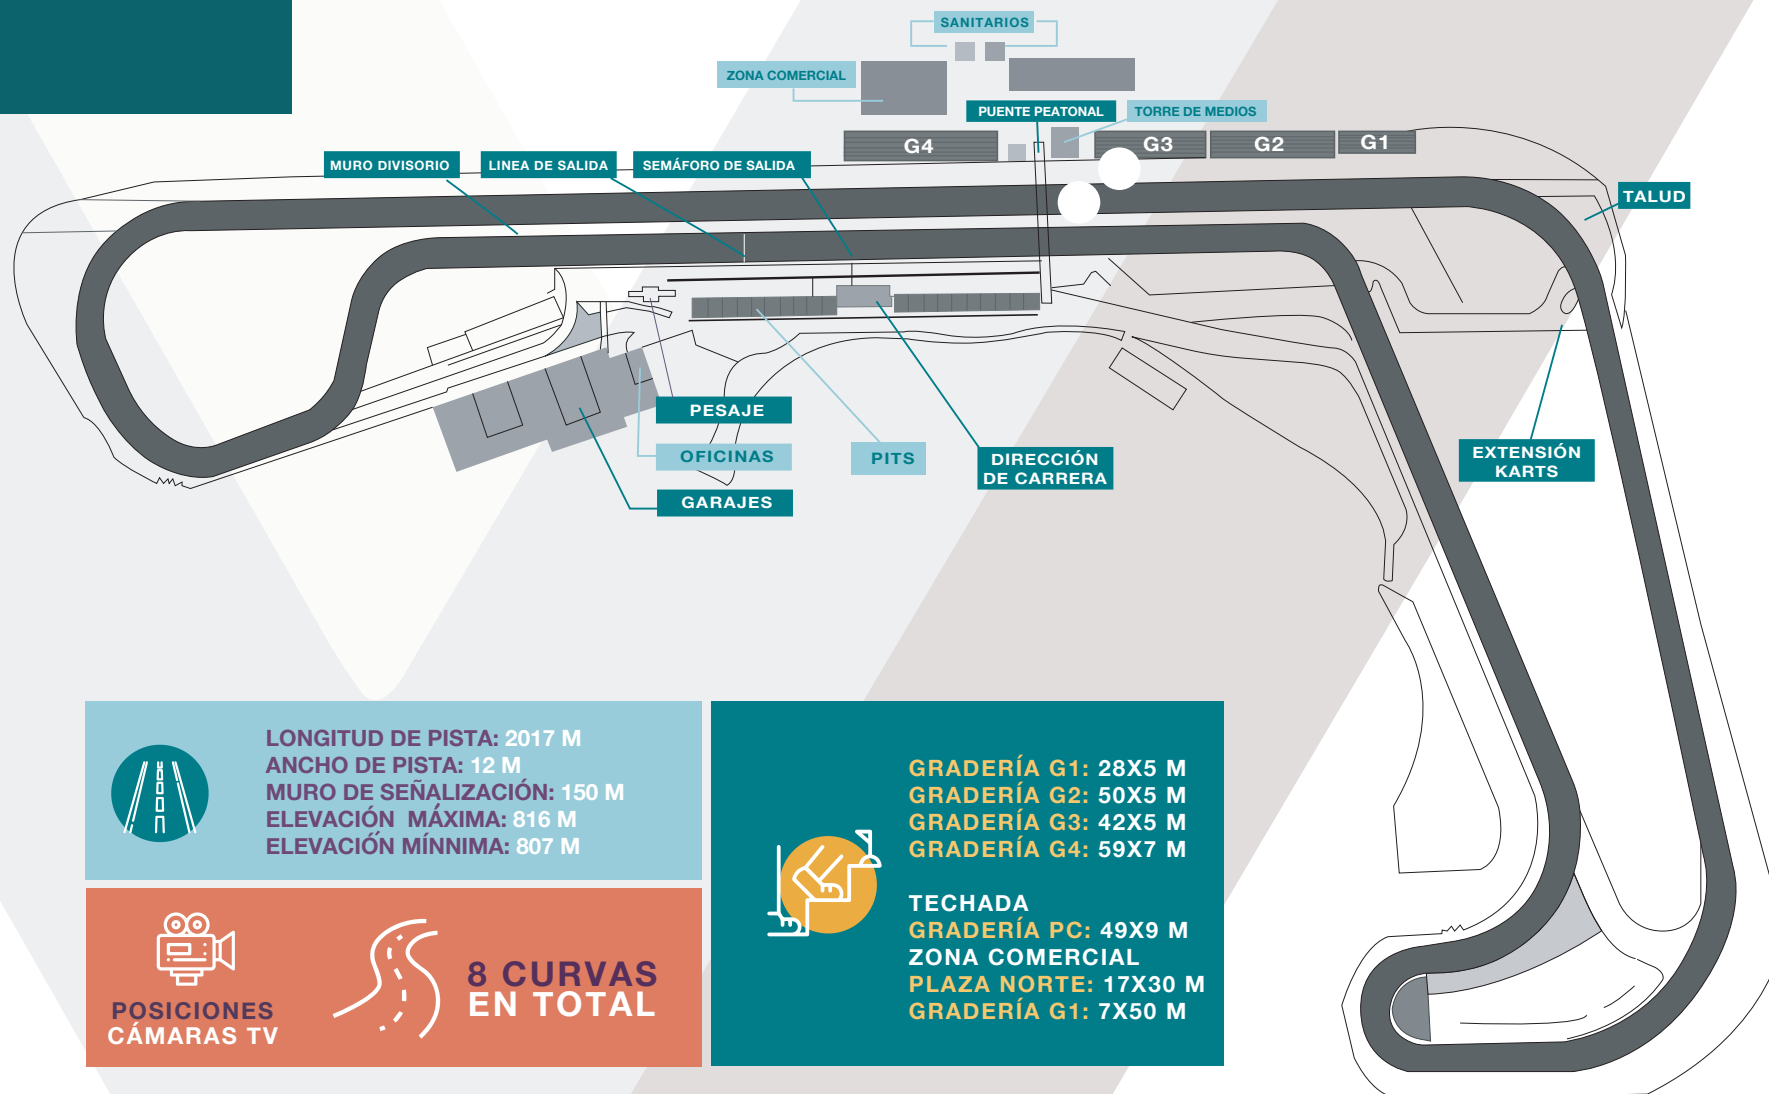 SANITARIOS
ZONA COMERCIAL
PUENTE PEATONAL
TORRE DE MEDIOS
G4
G3
G2
G1
MURO DIVISORIO
LINEA DE SALIDA
SEMÁFORO DE SALIDA
TALUD
PESAJE
OFICINAS
GARAJES
PITS
DIRECCIÓN
DE CARRERA
EXTENSIÓN
KARTS
LONGITUD DE PISTA: 2017 M
ANCHO DE PISTA: 12 M
MURO DE SEÑALIZACIÓN: 150 M
ELEVACIÓN MÁXIMA: 816 M
ELEVACIÓN MÍNNIMA: 807 M
POSICIONES
CÁMARAS TV
8 CURVAS
EN TOTAL
GRADERÍA G1: 28X5 M
GRADERÍA G2: 50X5 M
GRADERÍA G3: 42X5 M
GRADERÍA G4: 59X7 M
TECHADA
GRADERÍA PC: 49X9 M
ZONA COMERCIAL
PLAZA NORTE: 17X30 M
GRADERÍA G1: 7X50 M